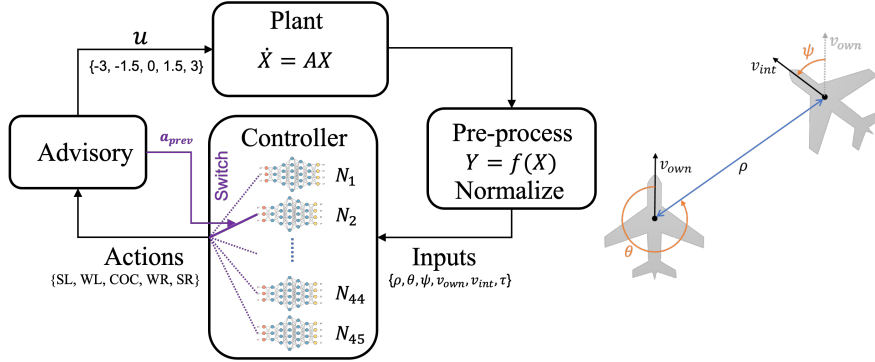 Plant
Ẋ = AX
u
{-3, -1.5, 0, 1.5, 3}
Advisory
a_prev
Switch
Controller
N_1
N_2
N_44
N_45
Pre-process
Y = f(X)
Normalize
Actions
{SL, WL, COC, WR, SR}
Inputs
{ρ, θ, ψ, v_own, v_int, τ}
ψ
v_own
v_int
ρ
v_own
θ